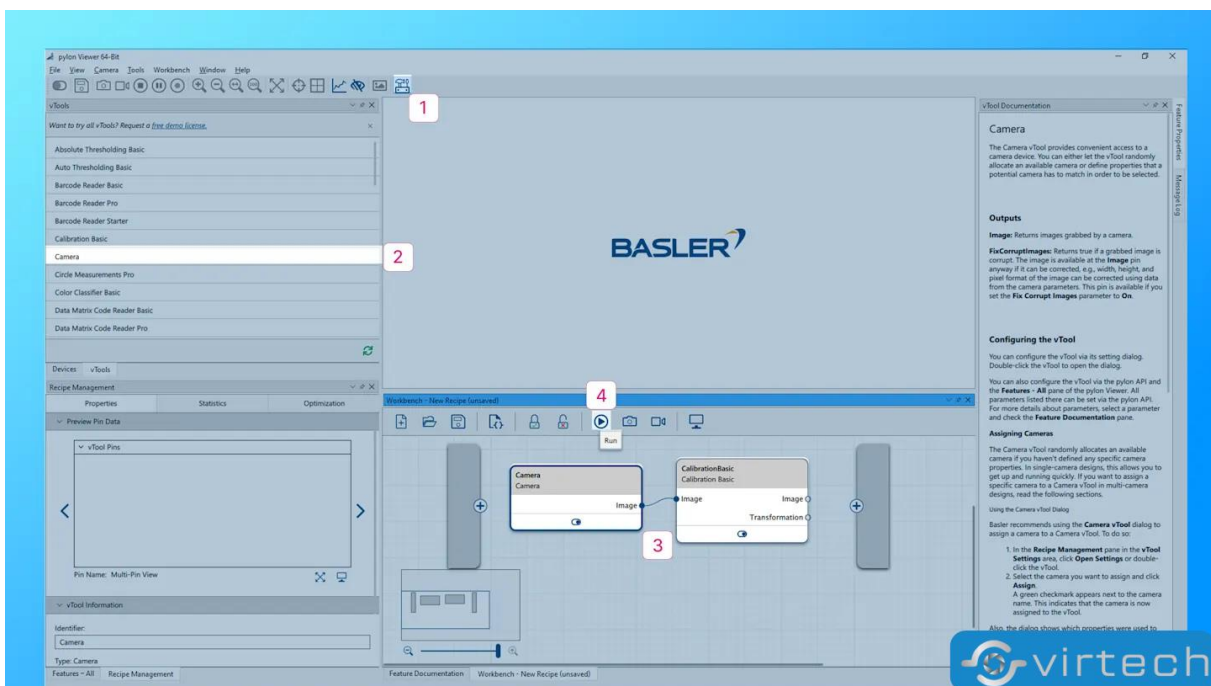 pylon Viewer 64-Bit
File View Camera Tools Workbench Window Help
1
vTools
Want to try all vTools? Request a free demo license.
Absolute Thresholding Basic
Auto Thresholding Basic
Barcode Reader Basic
Barcode Reader Pro
Barcode Reader Starter
Calibration Basic
Camera
2
Circle Measurements Pro
Color Classifier Basic
Data Matrix Code Reader Basic
Data Matrix Code Reader Pro
Devices vTools
Recipe Management
Properties Statistics Optimization
Preview Pin Data
vTool Pins
Pin Name: Multi-Pin View
vTool Information
Identifier:
Camera
Type: Camera
Features - All Recipe Management
BASLER
Workbench - New Recipe (unsaved)
4
Run
Camera
Camera
Image
CalibrationBasic
Calibration Basic
Image Image
Transformation
3
Feature Documentation Workbench - New Recipe (unsaved)
vTool Documentation
Camera
The Camera vTool provides convenient access to a
camera device. You can either let the vTool randomly
allocate an available camera or define properties that a
potential camera has to match in order to be selected.
Outputs
Image: Returns images grabbed by a camera.
FixCorruptImages: Returns true if a grabbed image is
corrupt. The image is available at the Image pin
anyway if it can be corrected, e.g., width, height, and
pixel format of the image can be corrected using data
from the camera parameters. This pin is available if you
set the Fix Corrupt Images parameter to On.
Configuring the vTool
You can configure the vTool via its setting dialog.
Double-click the vTool to open the dialog.
You can also configure the vTool via the pylon API and
the Features - All pane of the pylon Viewer. All
parameters listed there can be set via the pylon API.
For more details about parameters, select a parameter
and check the Feature Documentation pane.
Assigning Cameras
The Camera vTool randomly allocates an available
camera if you haven't defined any specific camera
properties. In single-camera designs, this allows you to
get up and running quickly. If you want to assign a
specific camera to a Camera vTool in multi-camera
designs, read the following sections.
Using the Camera vTool Dialog
Basler recommends using the Camera vTool dialog to
assign a camera to a Camera vTool. To do so:
1. In the Recipe Management pane in the vTool
Settings area, click Open Settings or double-
click the vTool.
2. Select the camera you want to assign and click
Assign.
A green checkmark appears next to the camera
name. This indicates that the camera is now
assigned to the vTool.
Also, the dialog shows which properties were used to
Feature Properties
Message Log
virtech